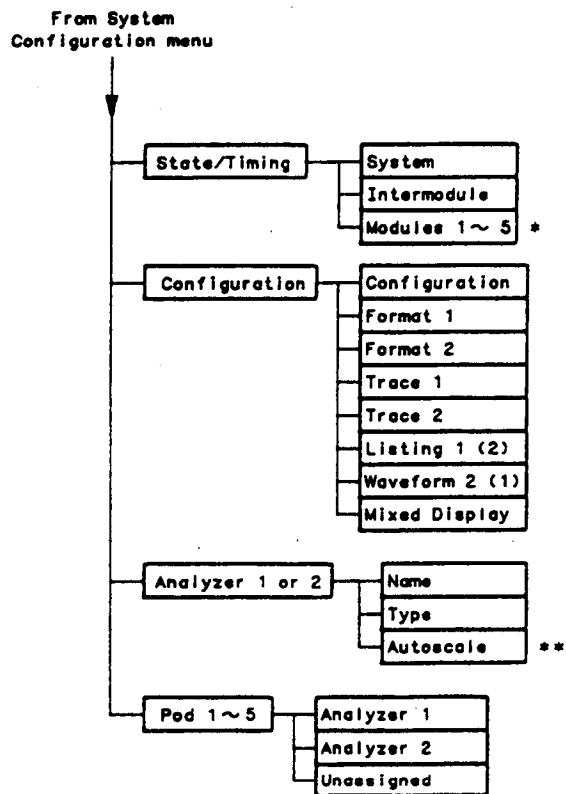 From System
Configuration menu
State/Timing
System
Intermodule
Modules 1~ 5 *
Configuration
Configuration
Format 1
Format 2
Trace 1
Trace 2
Listing 1 (2)
Waveform 2 (1)
Mixed Display
Analyzer 1 or 2
Name
Type
Autoscale **
Pod 1~5
Analyzer 1
Analyzer 2
Unassigned